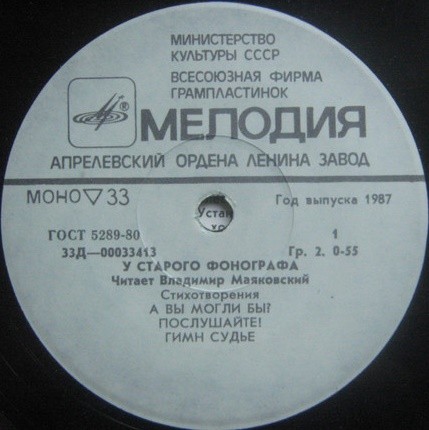 МИНИСТЕРСТВО
КУЛЬТУРЫ СССР
ВСЕСОЮЗНАЯ ФИРМА
ГРАМПЛАСТИНОК
®
МЕЛОДИЯ
АПРЕЛЕВСКИЙ ОРДЕНА ЛЕНИНА ЗАВОД
МОНО ▽ 33
Год выпуска 1987
ГОСТ 5289-80
1
33Д—00033413
Гр. 2. 0-55
У СТАРОГО ФОНОГРАФА
Читает Владимир Маяковский
Стихотворения
А ВЫ МОГЛИ БЫ?
ПОСЛУШАЙТЕ!
ГИМН СУДЬЕ